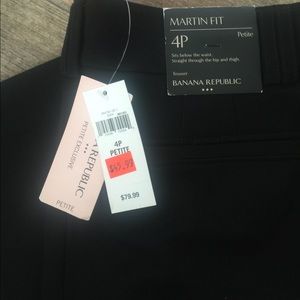 MARTIN FIT
4P
Petite
Sits below the waist.
Straight through the hip and thigh.
Trouser
BANANA REPUBLIC
PETITE EXCLUSIVE
BANANA REPUBLIC
PETITE
4P
PETITE
$49.99
$79.99